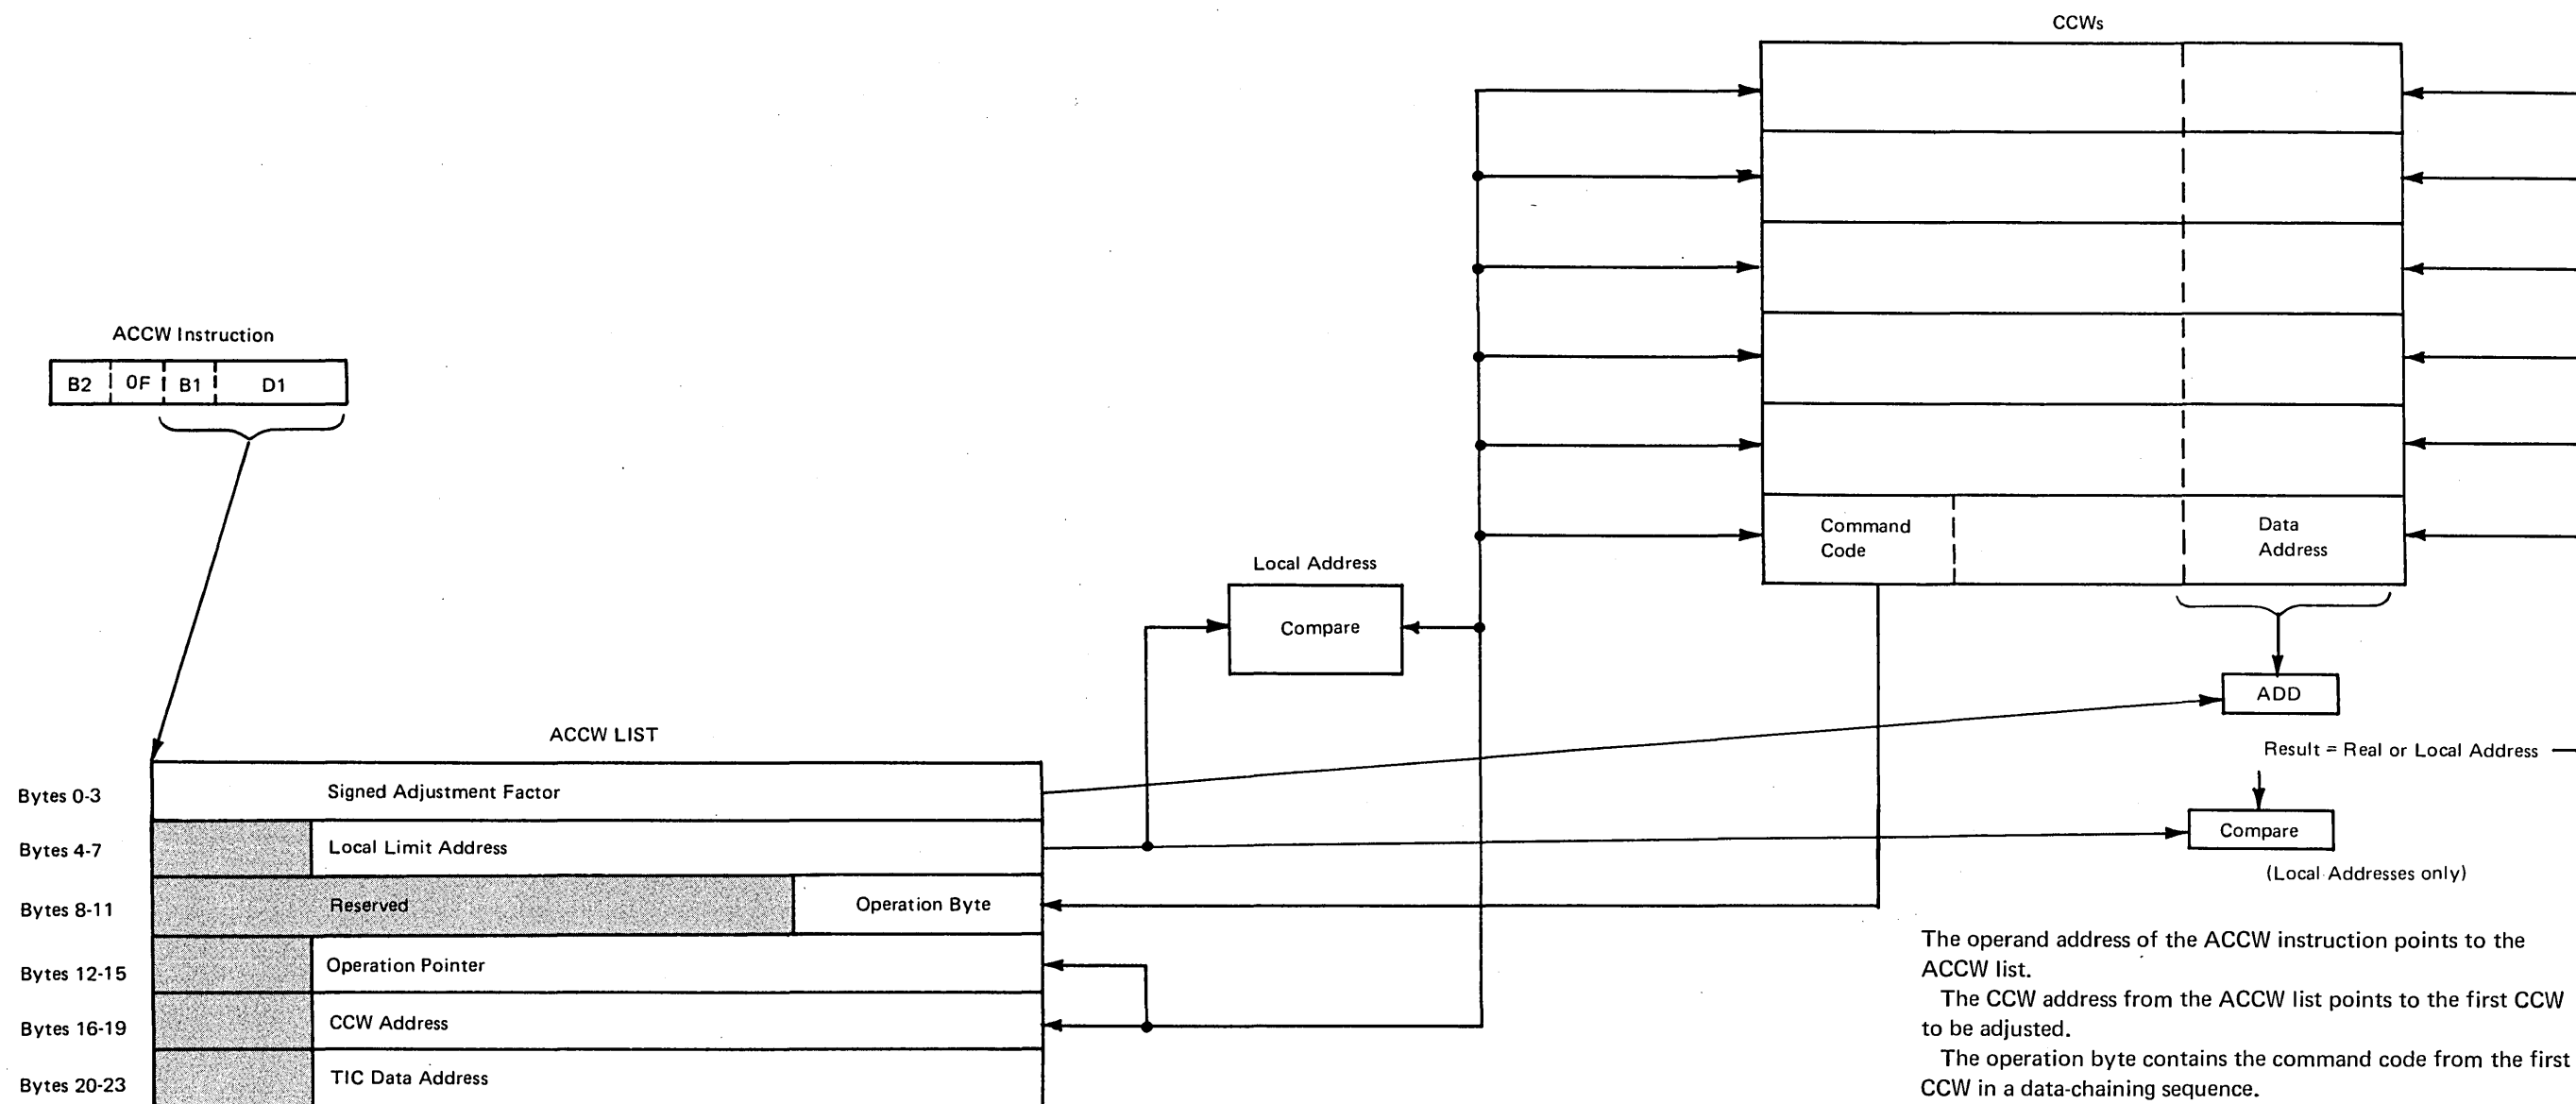 CCWs
ACCW Instruction
B2 0F B1 D1
Command
Code
Data
Address
Local Address
Compare
ADD
Result = Real or Local Address
Compare
(Local Addresses only)
ACCW LIST
Bytes 0-3 Signed Adjustment Factor
Bytes 4-7 Local Limit Address
Bytes 8-11 Reserved Operation Byte
Bytes 12-15 Operation Pointer
Bytes 16-19 CCW Address
Bytes 20-23 TIC Data Address
The operand address of the ACCW instruction points to the
ACCW list.
The CCW address from the ACCW list points to the first CCW
to be adjusted.
The operation byte contains the command code from the first
CCW in a data-chaining sequence.